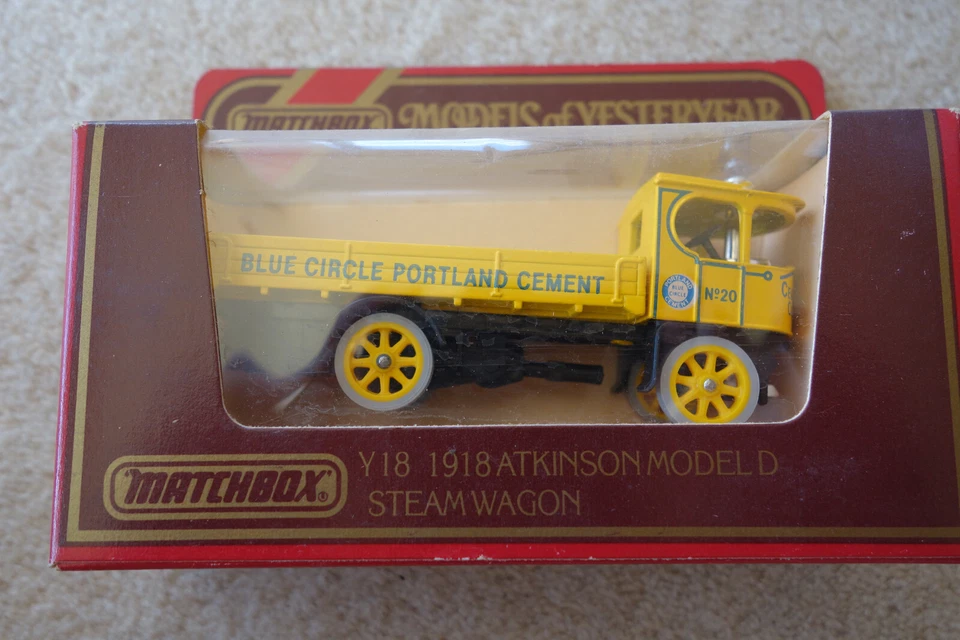 MATCHBOX MODELS of YESTERYEAR
BLUE CIRCLE PORTLAND CEMENT
PORTLAND
BLUE
CIRCLE
CEMENT
Nº20
MATCHBOX® Y18 1918 ATKINSON MODEL D
STEAM WAGON